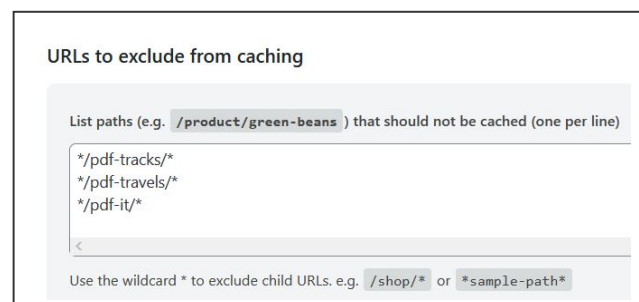 URLs to exclude from caching
List paths (e.g. /product/green-beans ) that should not be cached (one per line)
*/pdf-tracks/*
*/pdf-travels/*
*/pdf-it/*
Use the wildcard * to exclude child URLs. e.g. /shop/* or *sample-path*